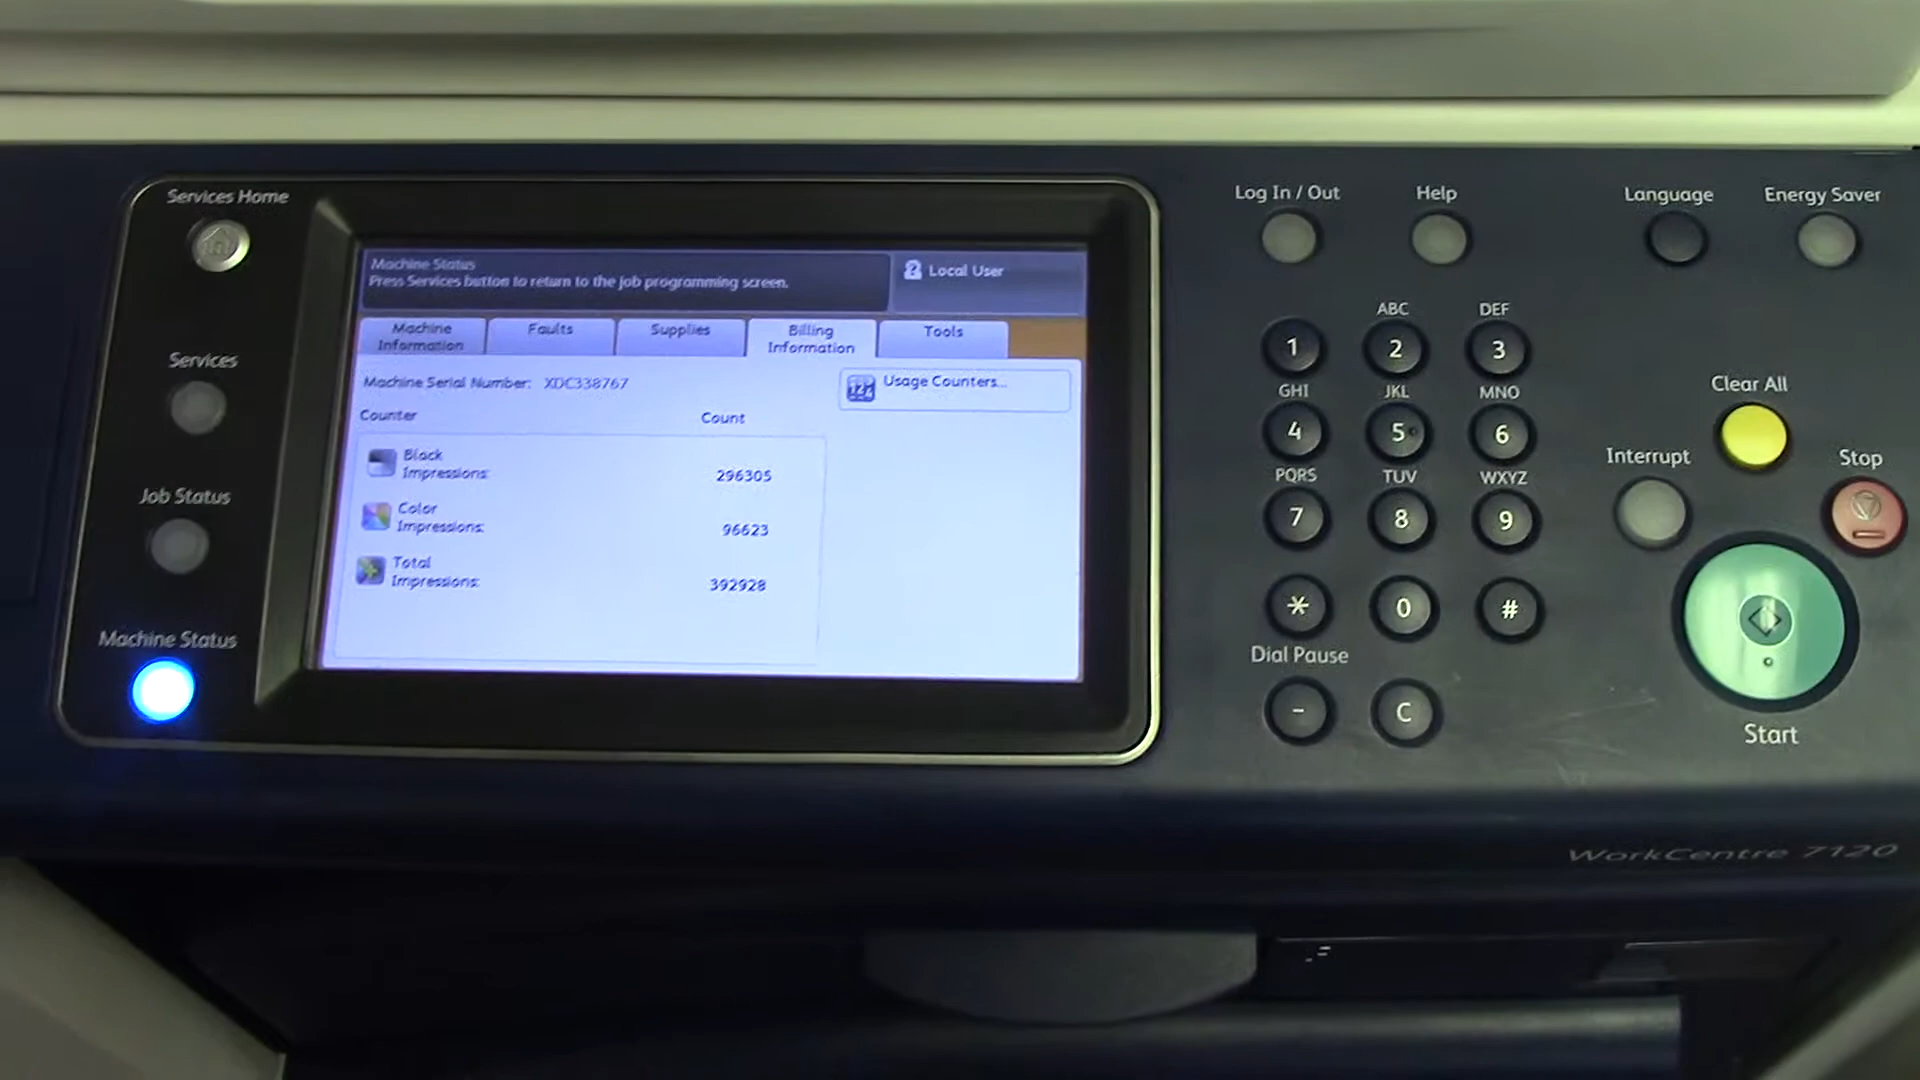 Services Home
Services
Job Status
Machine Status
Machine Status
Press Services button to return to the job programming screen.
Local User
Machine
Information
Faults
Supplies
Billing
Information
Tools
Machine Serial Number: XDC338767
Usage Counters...
Counter
Count
Black
Impressions:
296305
Color
Impressions:
96623
Total
Impressions:
392928
Log In / Out
Help
Language
Energy Saver
ABC
DEF
1
2
3
GHI
JKL
MNO
4
5
6
PQRS
TUV
WXYZ
7
8
9
*
0
#
Dial Pause
-
C
Clear All
Interrupt
Stop
Start
WorkCentre 7120